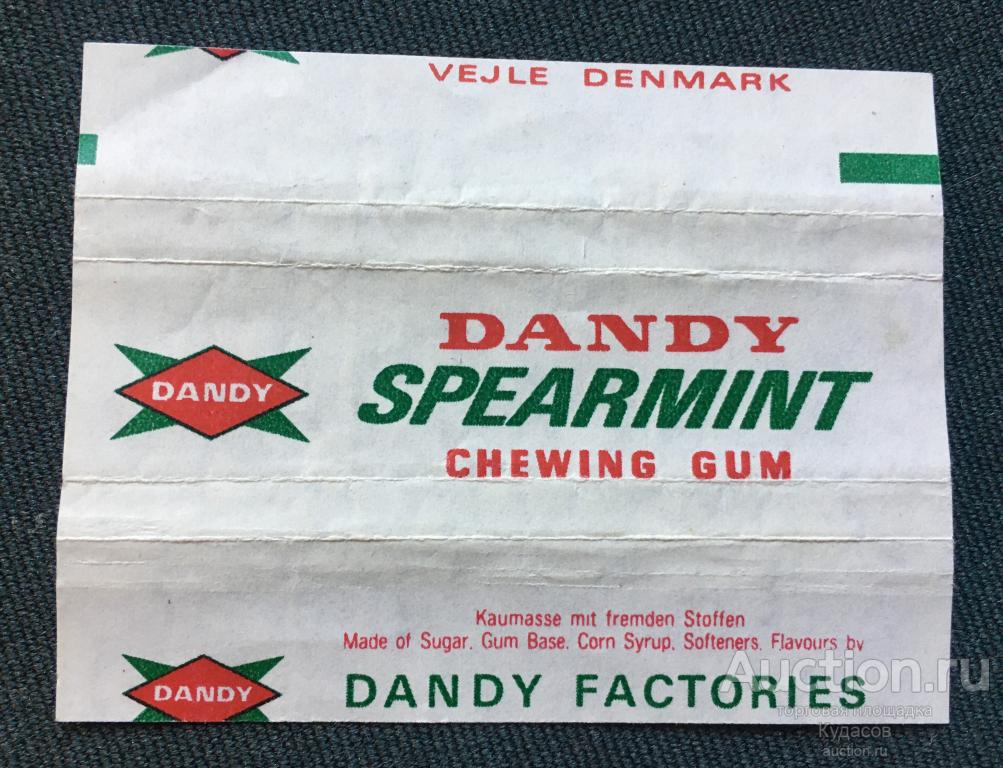 VEJLE DENMARK
DANDY
DANDY
SPEARMINT
CHEWING GUM
Kaumasse mit fremden Stoffen
Made of Sugar. Gum Base. Corn Syrup. Softeners. Flavours by
DANDY
DANDY FACTORIES
Auction.ru
торговая площадка
Кудасов
auction.ru